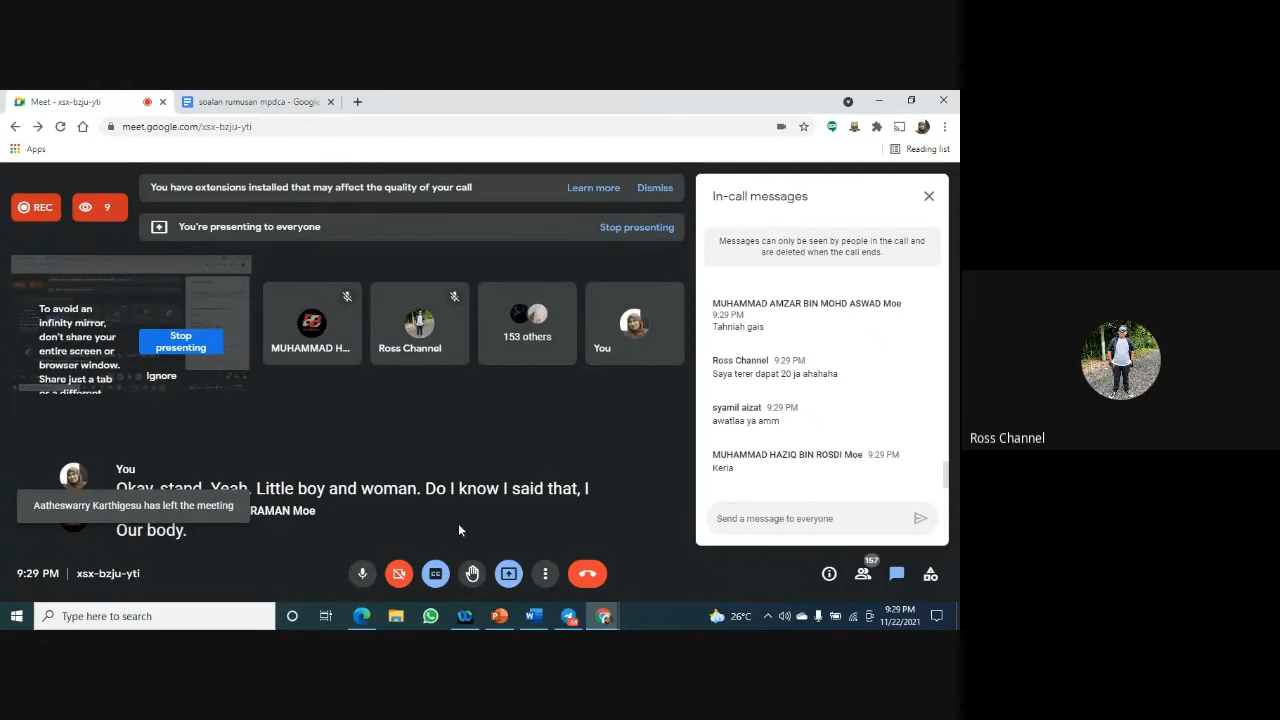 Meet - xsx-bzju-yti
soalan rumusan mpdca - Google
meet.google.com/xsx-bzju-yti
Apps
Reading list
You have extensions installed that may affect the quality of your call
Learn more
Dismiss
REC
9
You're presenting to everyone
Stop presenting
To avoid an
infinity mirror,
don't share your
entire screen or
browser window.
Share just a tab
or a different
Stop
presenting
Ignore
MUHAMMAD H...
Ross Channel
153 others
You
In-call messages
Messages can only be seen by people in the call and
are deleted when the call ends.
MUHAMMAD AMZAR BIN MOHD ASWAD Moe
9:29 PM
Tahniah gais
Ross Channel 9:29 PM
Saya terer dapat 20 ja ahahaha
syamil aizat 9:29 PM
awatlaa ya amm
MUHAMMAD HAZIQ BIN ROSDI Moe 9:29 PM
Keria
Send a message to everyone
You
Okay, stand. Yeah. Little boy and woman. Do I know I said that, I
Aatheswarry Karthigesu has left the meeting
RAMAN Moe
Our body.
9:29 PM | xsx-bzju-yti
157
Type here to search
26°C
9:29 PM
11/22/2021
Ross Channel